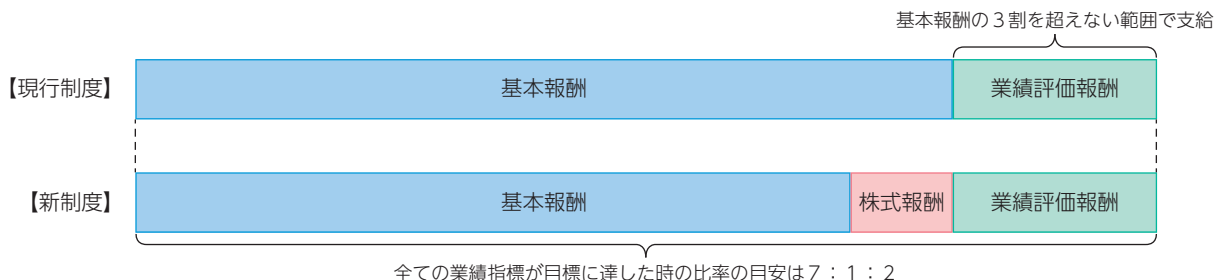 基本報酬の３割を超えない範囲で支給
【現行制度】
基本報酬
業績評価報酬
【新制度】
基本報酬
株式報酬
業績評価報酬
全ての業績指標が目標に達した時の比率の目安は７：１：２